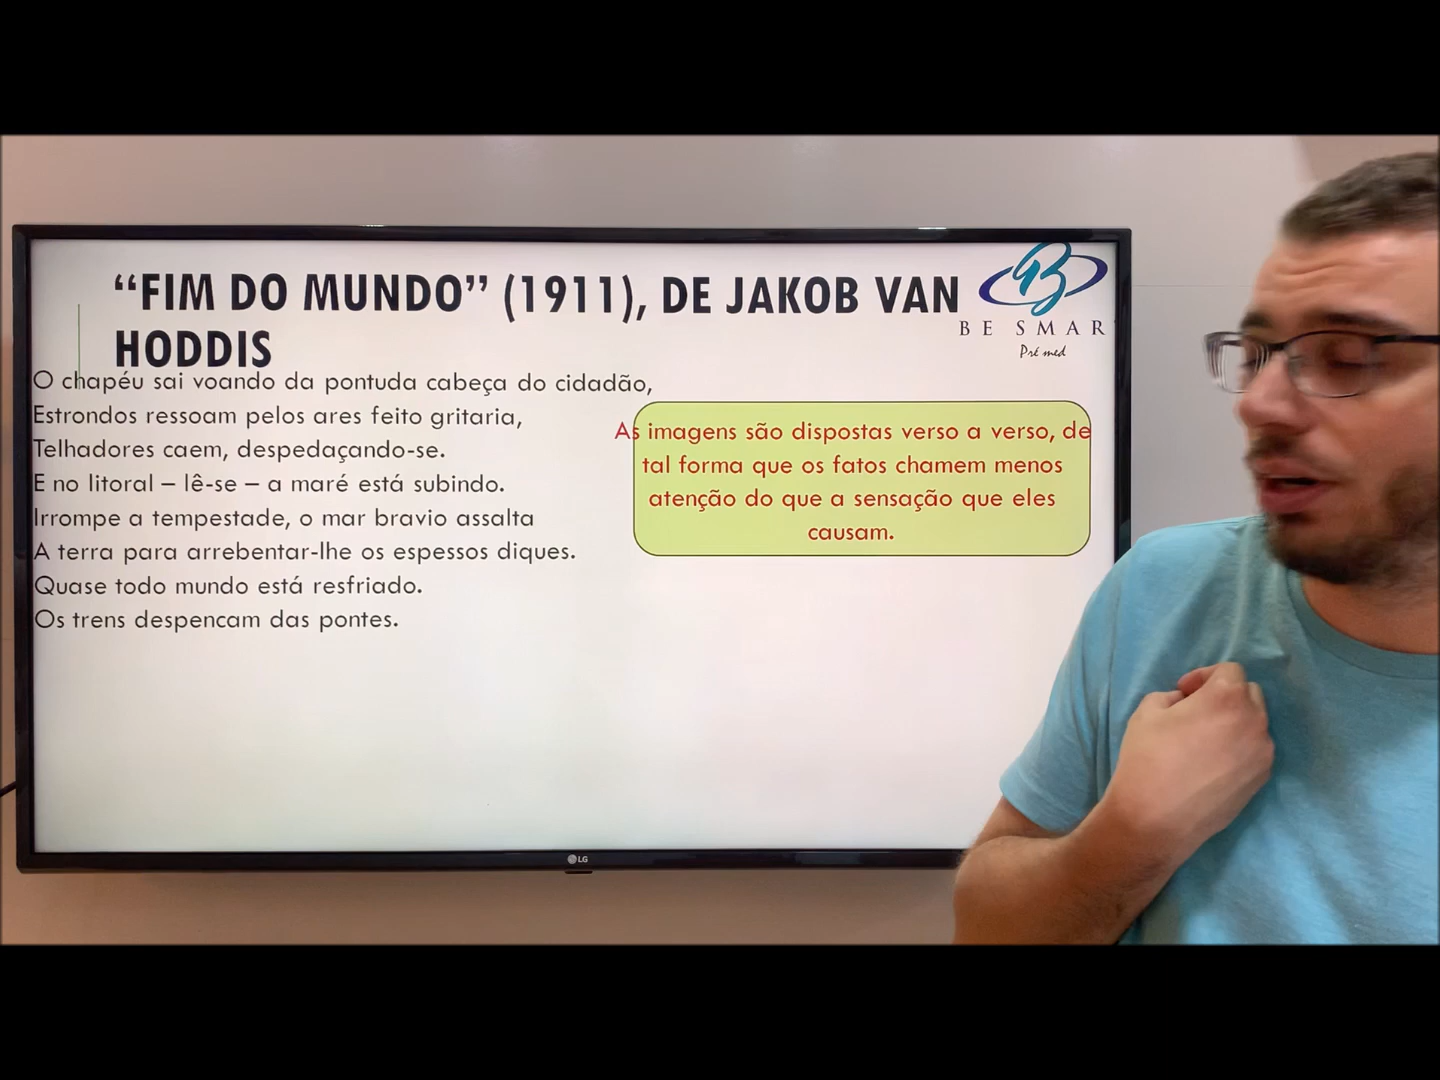 “FIM DO MUNDO” (1911), DE JAKOB VAN
HODDIS
BE SMAR
Pré med
O chapéu sai voando da pontuda cabeça do cidadão,
Estrondos ressoam pelos ares feito gritaria,
Telhadores caem, despedaçando-se.
E no litoral – lê-se – a maré está subindo.
Irrompe a tempestade, o mar bravio assalta
A terra para arrebentar-lhe os espessos diques.
Quase todo mundo está resfriado.
Os trens despencam das pontes.
As imagens são dispostas verso a verso, de
tal forma que os fatos chamem menos
atenção do que a sensação que eles
causam.
LG